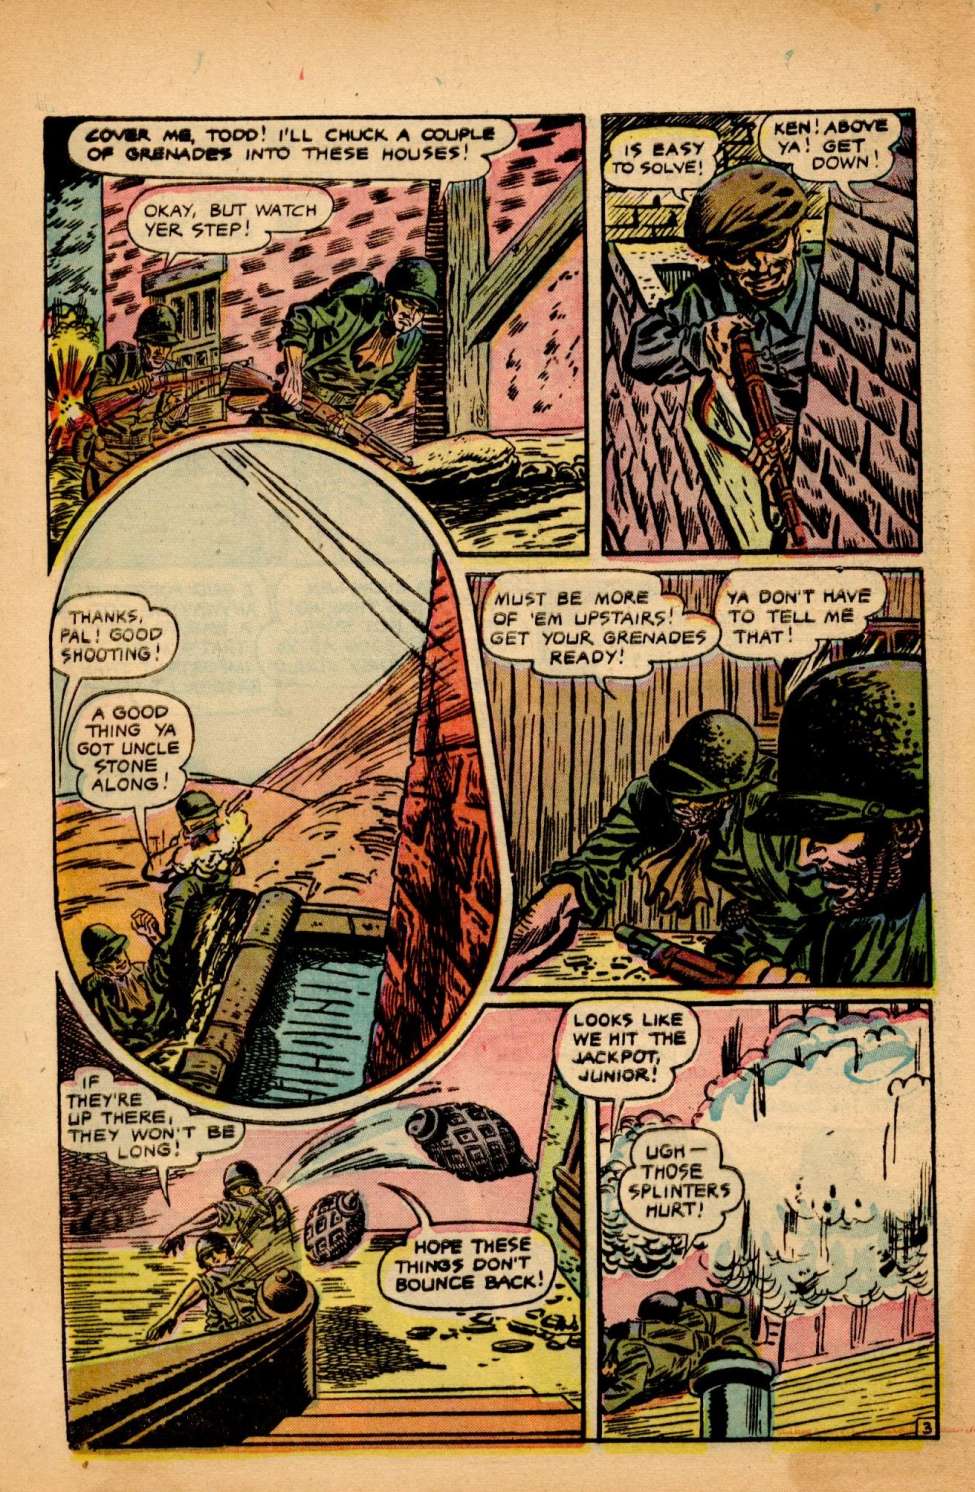 COVER ME, TODD! I'LL CHUCK A COUPLE
OF GRENADES INTO THESE HOUSES!
OKAY, BUT WATCH
YER STEP!
IS EASY
TO SOLVE!
KEN! ABOVE
YA! GET
DOWN!
THANKS,
PAL! GOOD
SHOOTING!
A GOOD
THING YA
GOT UNCLE
STONE
ALONG!
MUST BE MORE
OF 'EM UPSTAIRS!
GET YOUR GRENADES
READY!
YA DON'T HAVE
TO TELL ME
THAT!
IF
THEY'RE
UP THERE,
THEY WON'T BE
LONG!
HOPE THESE
THINGS DON'T
BOUNCE BACK!
LOOKS LIKE
WE HIT THE
JACKPOT,
JUNIOR!
UGH—
THOSE
SPLINTERS
HURT!
3